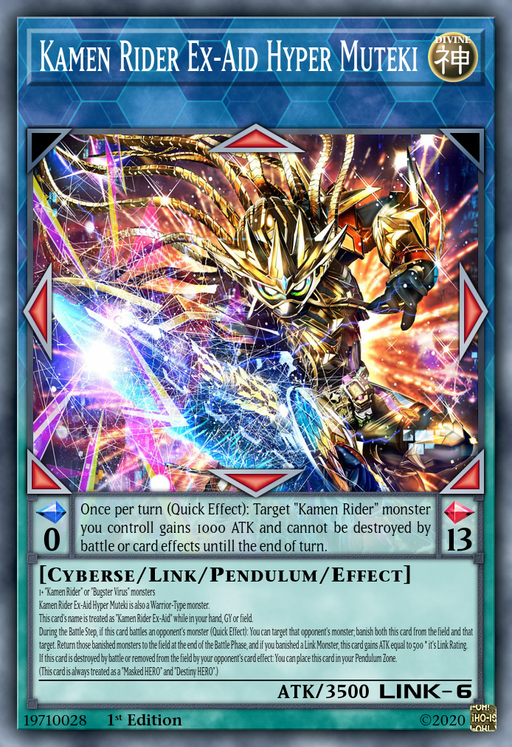 KAMEN RIDER EX-AID HYPER MUTEKI
DIVINE
神
Once per turn (Quick Effect): Target "Kamen Rider" monster
you controll gains 1000 ATK and cannot be destroyed by
battle or card effects untill the end of turn.
0
13
[CYBERSE/LINK/PENDULUM/EFFECT]
1+ "Kamen Rider" or "Bugster Virus" monsters
Kamen Rider Ex-Aid Hyper Muteki is also a Warrior-Type monster.
This card's name is treated as "Kamen Rider Ex-Aid" while in your hand, GY or field.
During the Battle Step, if this card battles an opponent's monster (Quick Effect): You can target that opponent's monster; banish both this card from the field and that
target. Return those banished monsters to the field at the end of the Battle Phase, and if you banished a Link Monster, this card gains ATK equal to 500 * it's Link Rating.
If this card is destroyed by battle or removed from the field by your opponent's card effect: You can place this card in your Pendulum Zone.
(This card is always treated as a "Masked HERO" and "Destiny HERO".)
ATK/3500 LINK-6
19710028 1st Edition ©2020